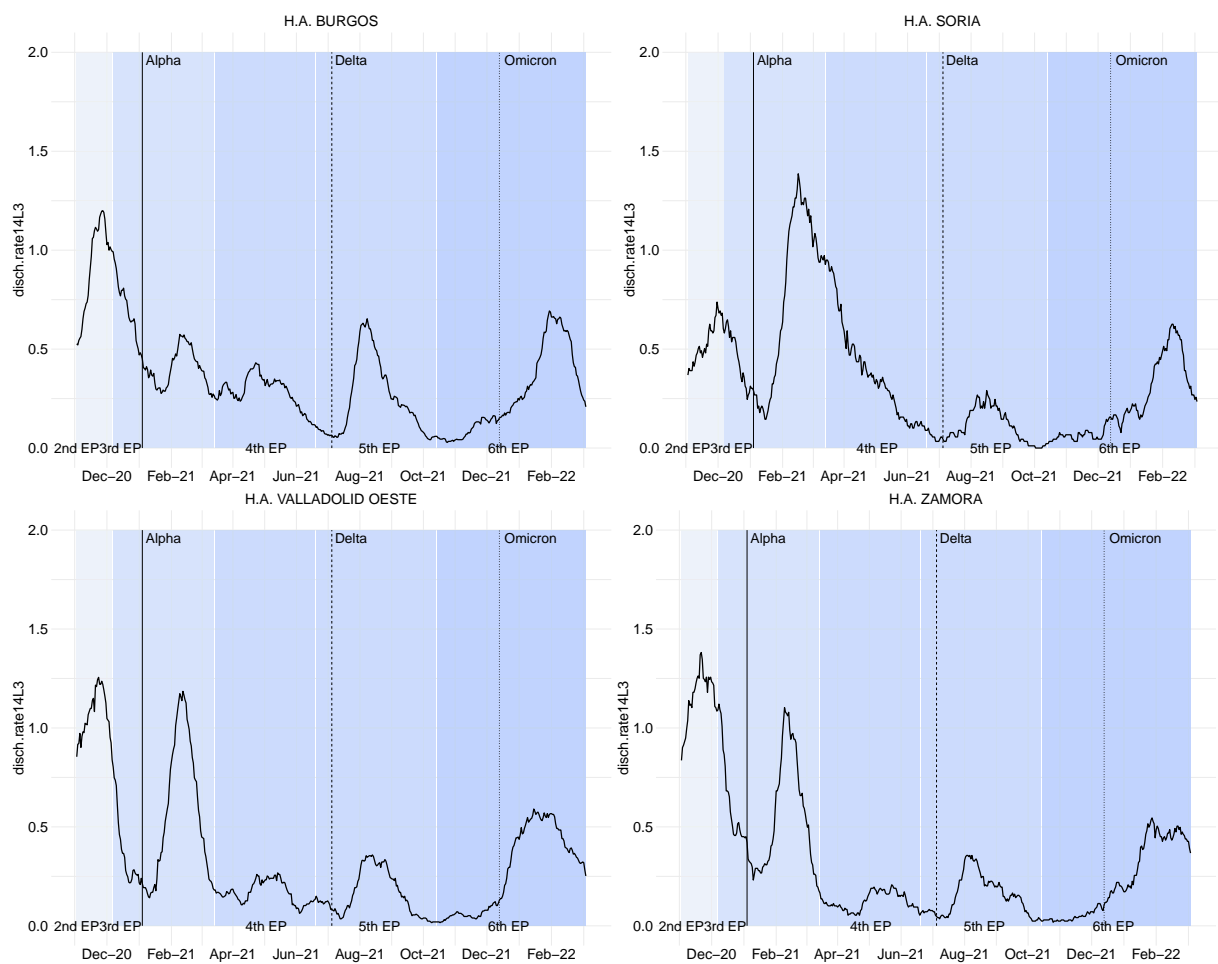 H.A. BURGOS
2.0
1.5
1.0
0.5
0.0
disch.rate14L3
Alpha
Delta
Omicron
2nd EP3rd EP
4th EP
5th EP
6th EP
Dec–20 Feb–21 Apr–21 Jun–21 Aug–21 Oct–21 Dec–21 Feb–22
H.A. SORIA
2.0
1.5
1.0
0.5
0.0
disch.rate14L3
Alpha
Delta
Omicron
2nd EP3rd EP
4th EP
5th EP
6th EP
Dec–20 Feb–21 Apr–21 Jun–21 Aug–21 Oct–21 Dec–21 Feb–22
H.A. VALLADOLID OESTE
2.0
1.5
1.0
0.5
0.0
disch.rate14L3
Alpha
Delta
Omicron
2nd EP3rd EP
4th EP
5th EP
6th EP
Dec–20 Feb–21 Apr–21 Jun–21 Aug–21 Oct–21 Dec–21 Feb–22
H.A. ZAMORA
2.0
1.5
1.0
0.5
0.0
disch.rate14L3
Alpha
Delta
Omicron
2nd EP3rd EP
4th EP
5th EP
6th EP
Dec–20 Feb–21 Apr–21 Jun–21 Aug–21 Oct–21 Dec–21 Feb–22